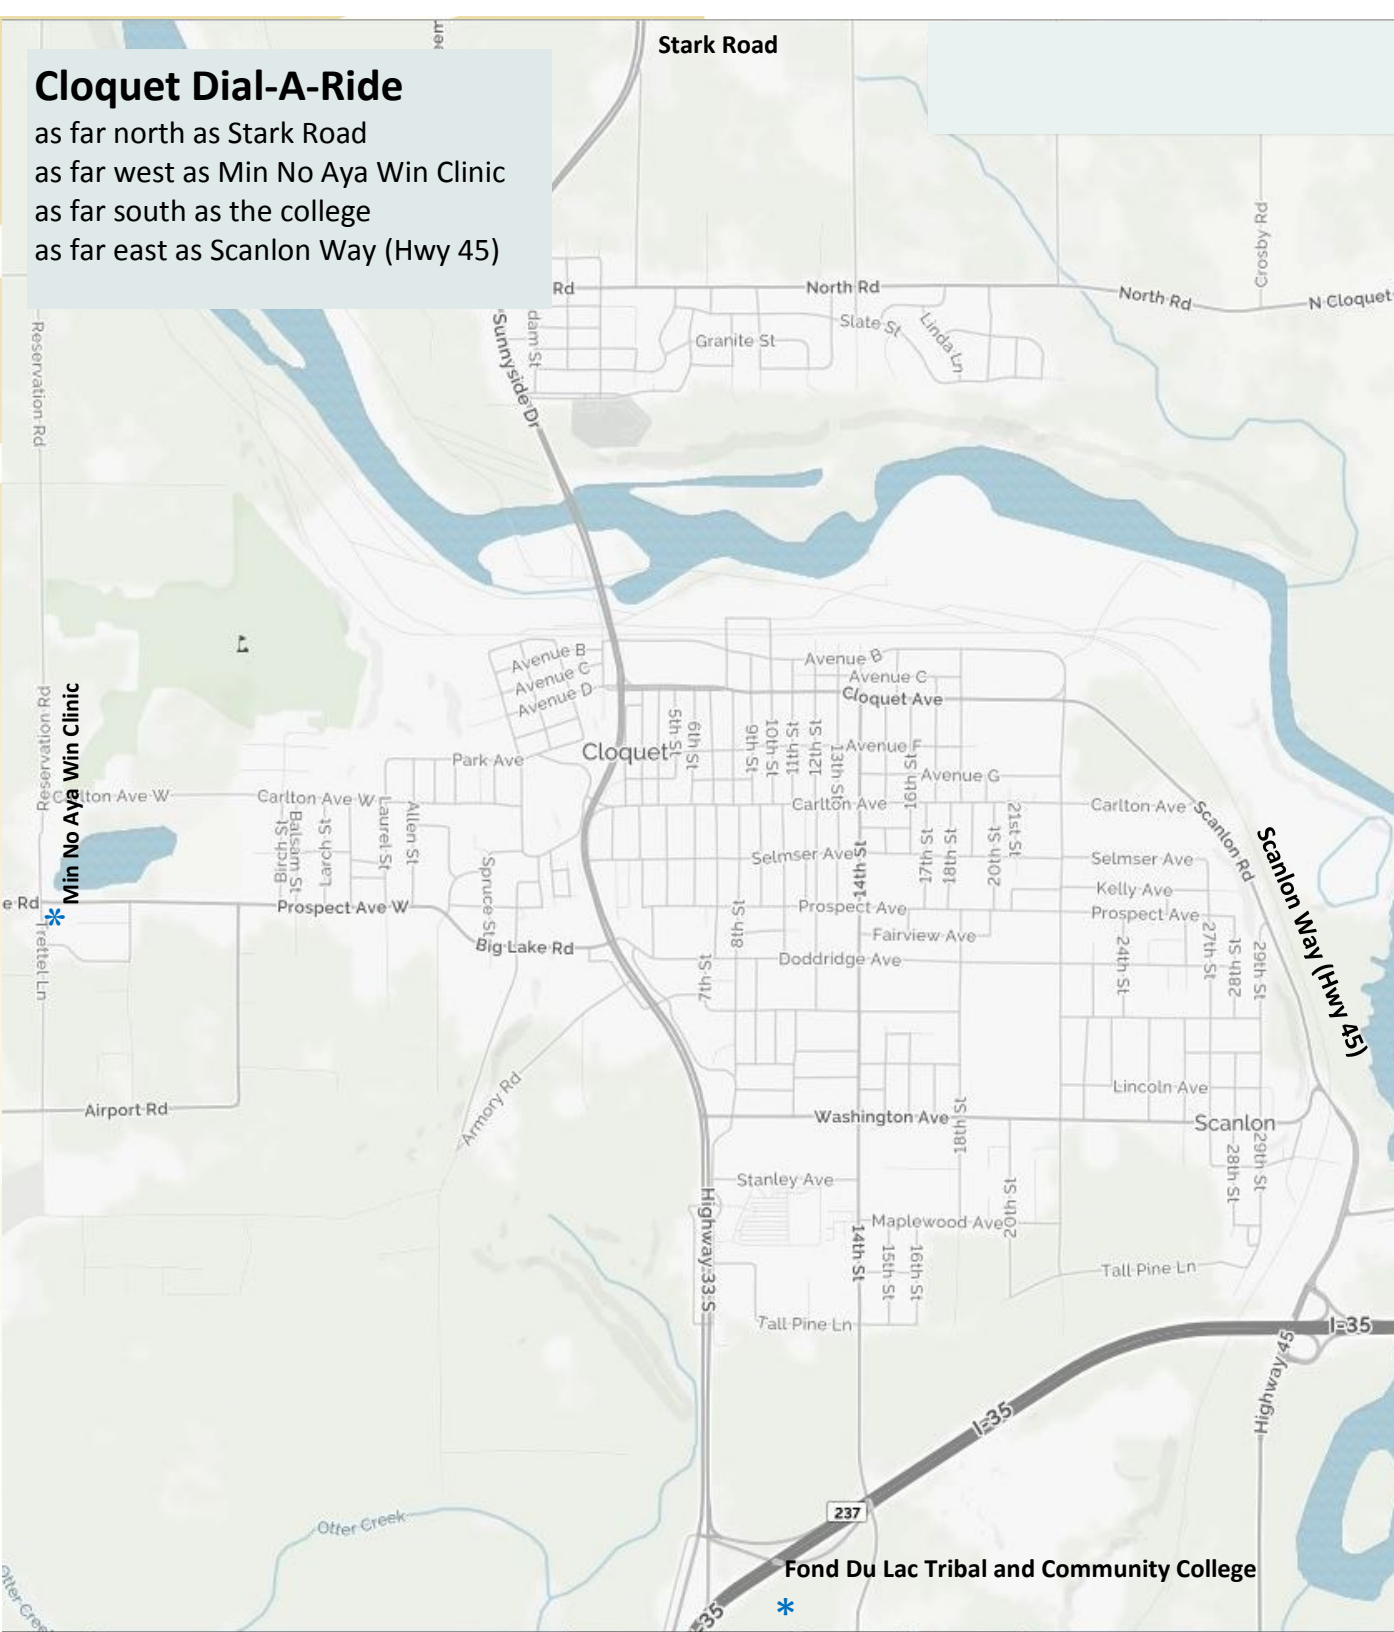 Stark Road
Cloquet Dial-A-Ride
as far north as Stark Road
as far west as Min No Aya Win Clinic
as far south as the college
as far east as Scanlon Way (Hwy 45)
Crosby Rd
Rd
North Rd
North Rd
N Cloquet
Reservation Rd
Sunnyside Dr
dam St
Granite St
Slate St
Linda Ln
Avenue B
Avenue C
Avenue D
Avenue B
Avenue C
Cloquet Ave
Reservation Rd
Min No Aya Win Clinic
5th St
6th St
9th St
10th St
11th St
12th St
13th St
Avenue F
16th St
Avenue G
Cloquet
Park Ave
Carlton Ave W
Carlton Ave
21st St
Carlton Ave
Scanlon Rd
Scanlon Way (Hwy 45)
Birch St
Balsam St
Larch St
Laurel St
Allen St
Selmser Ave
14th St
17th St
18th St
20th St
Selmser Ave
Kelly Ave
e Rd
Prospect Ave W
Spruce St
Prospect Ave
Prospect Ave
Trettel Ln
Big Lake Rd
8th St
Fairview Ave
7th St
Doddridge Ave
24th St
27th St
28th St
29th St
Airport Rd
Armory Rd
Lincoln Ave
Washington Ave
18th St
Scanlon
28th St
29th St
Highway 33 S
Stanley Ave
20th St
Maplewood Ave
14th St
15th St
16th St
Tall Pine Ln
Tall Pine Ln
I-35
Highway 45
I-35
237
Otter Creek
Otter Cree
Fond Du Lac Tribal and Community College
-35